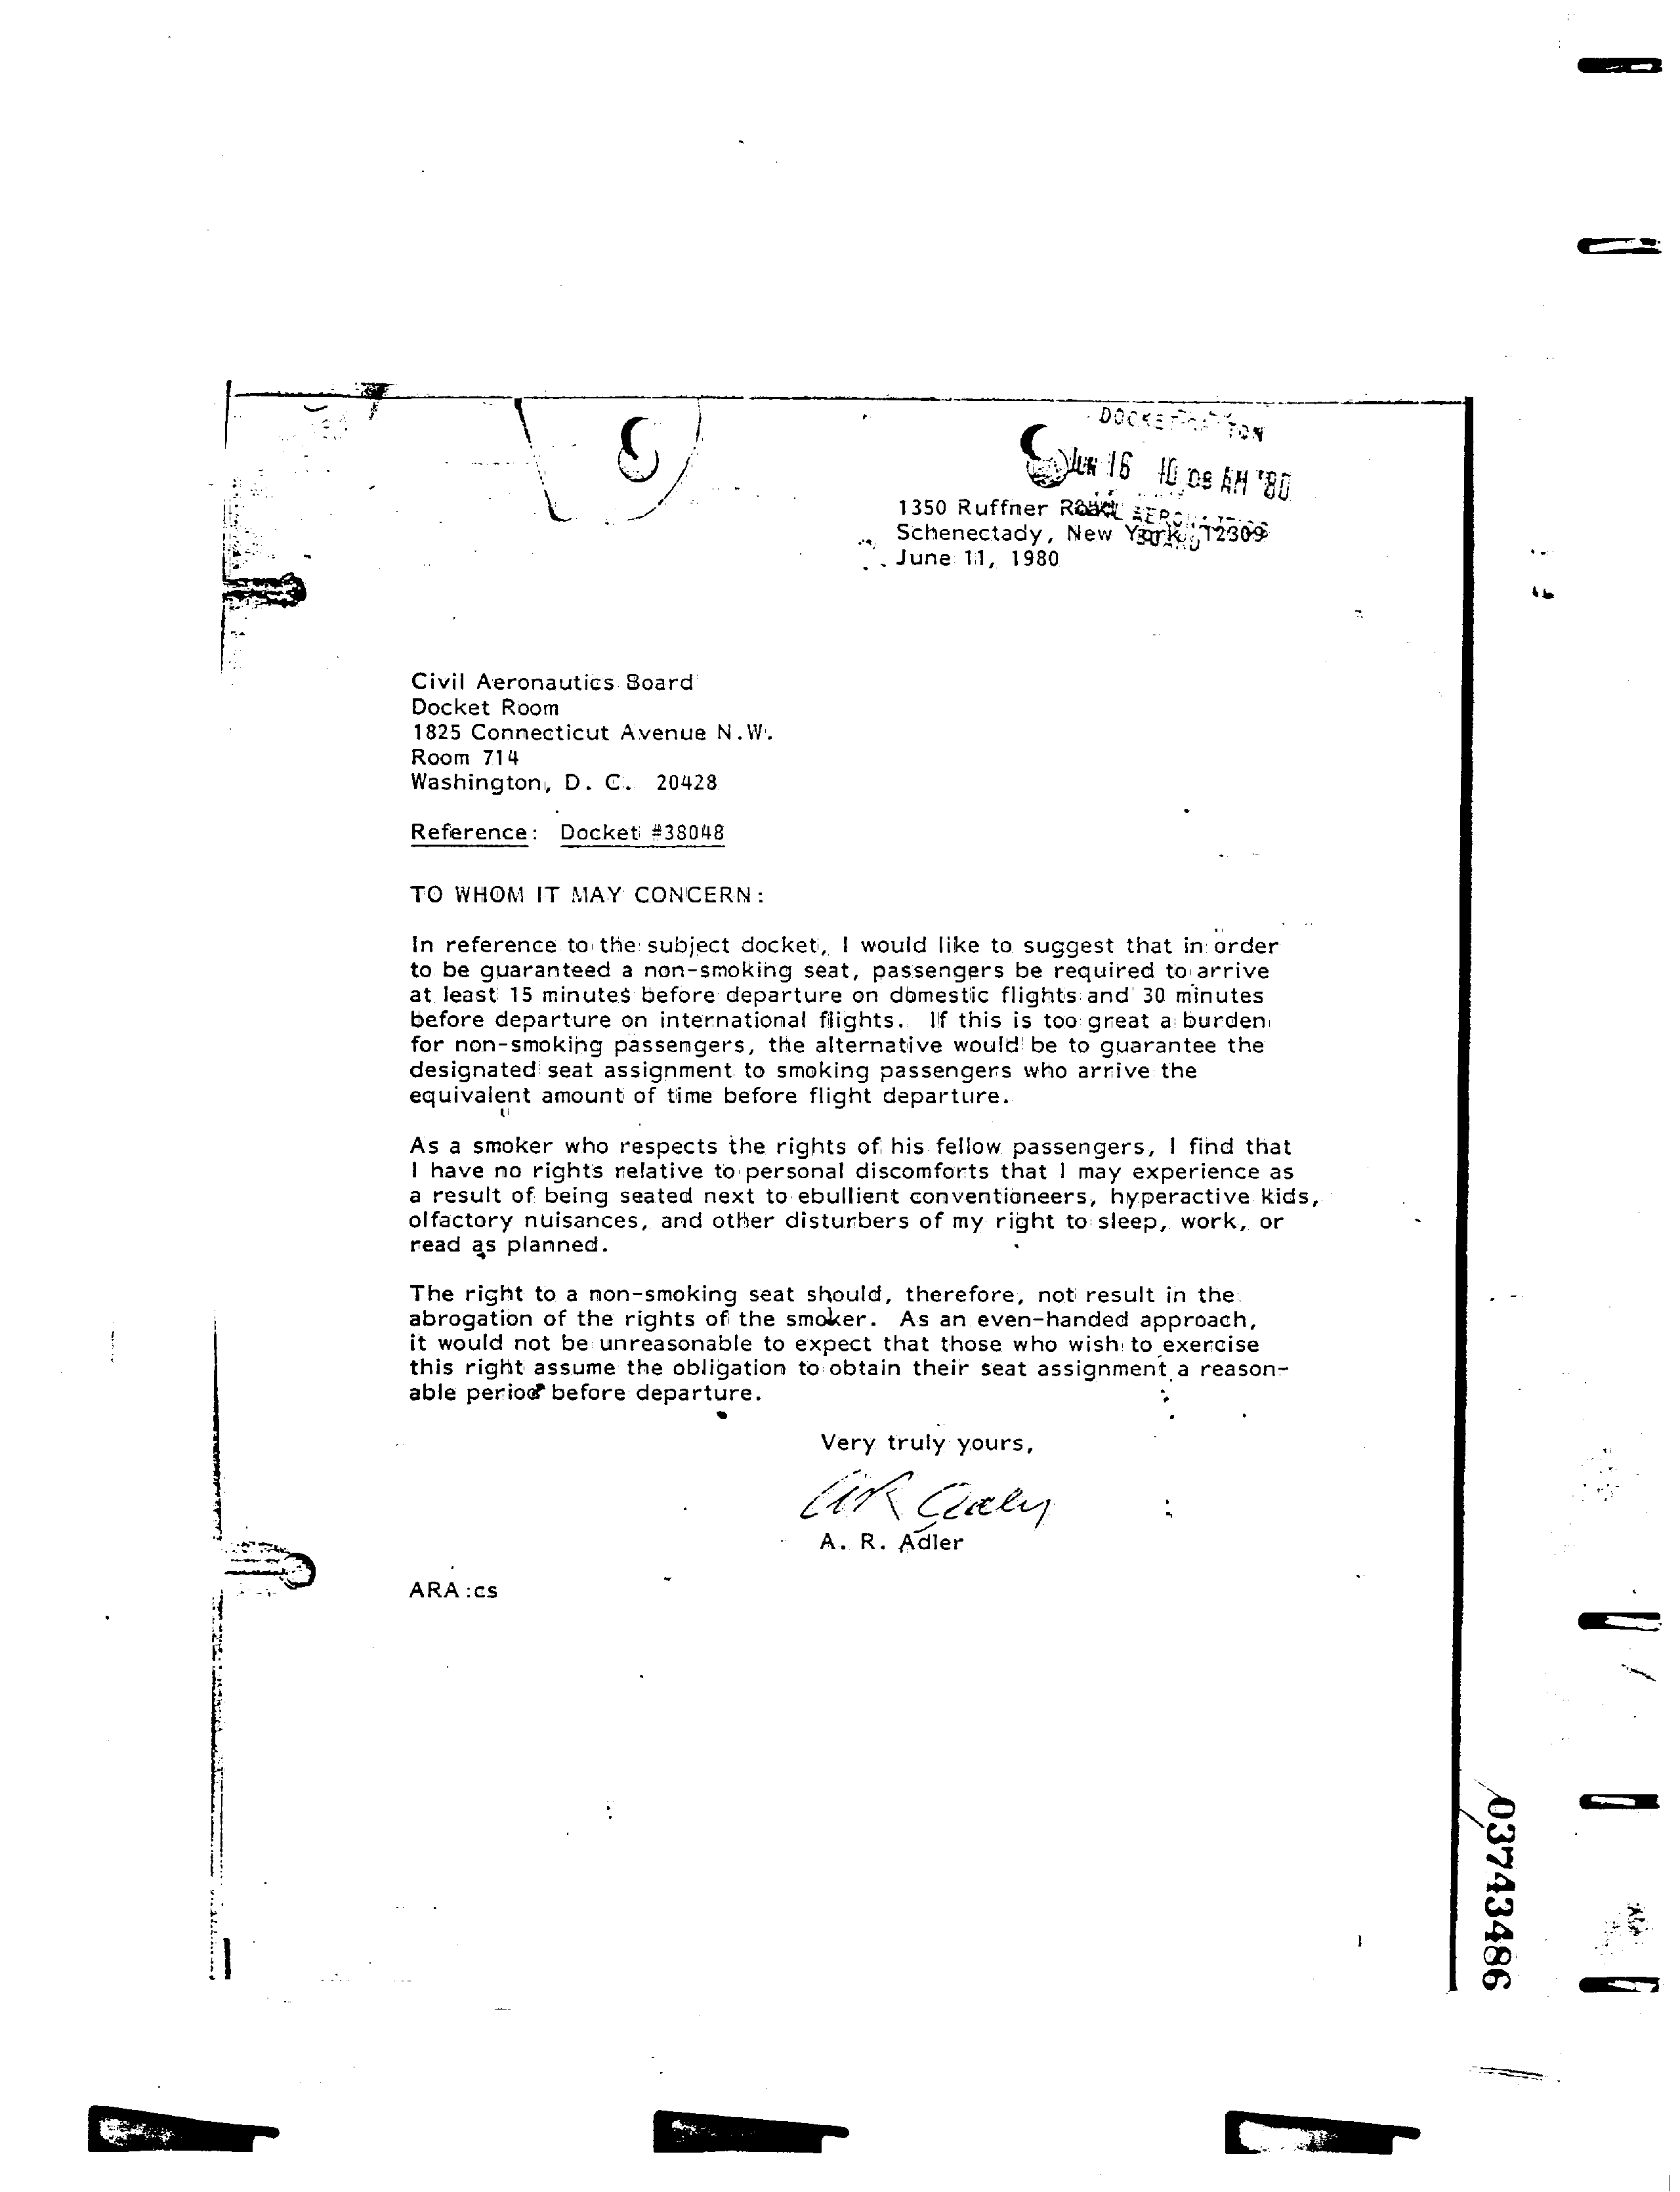 JUN 16 10 08 AM '80
1350 Ruffner Road
Schenectady, New York 12309
June 11, 1980
Civil Aeronautics Board
Docket Room
1825 Connecticut Avenue N.W.
Room 714
Washington, D. C. 20428
Reference: Docket #38048
TO WHOM IT MAY CONCERN:
In reference to the subject docket, I would like to suggest that in order
to be guaranteed a non-smoking seat, passengers be required to arrive
at least 15 minutes before departure on domestic flights and 30 minutes
before departure on international flights. If this is too great a burden
for non-smoking passengers, the alternative would be to guarantee the
designated seat assignment to smoking passengers who arrive the
equivalent amount of time before flight departure.
As a smoker who respects the rights of his fellow passengers, I find that
I have no rights relative to personal discomforts that I may experience as
a result of being seated next to ebullient conventioneers, hyperactive kids,
olfactory nuisances, and other disturbers of my right to sleep, work, or
read as planned.
The right to a non-smoking seat should, therefore, not result in the
abrogation of the rights of the smoker. As an even-handed approach,
it would not be unreasonable to expect that those who wish to exercise
this right assume the obligation to obtain their seat assignment a reason-
able period before departure.
Very truly yours,
A. R. Adler
ARA:cs
03743486